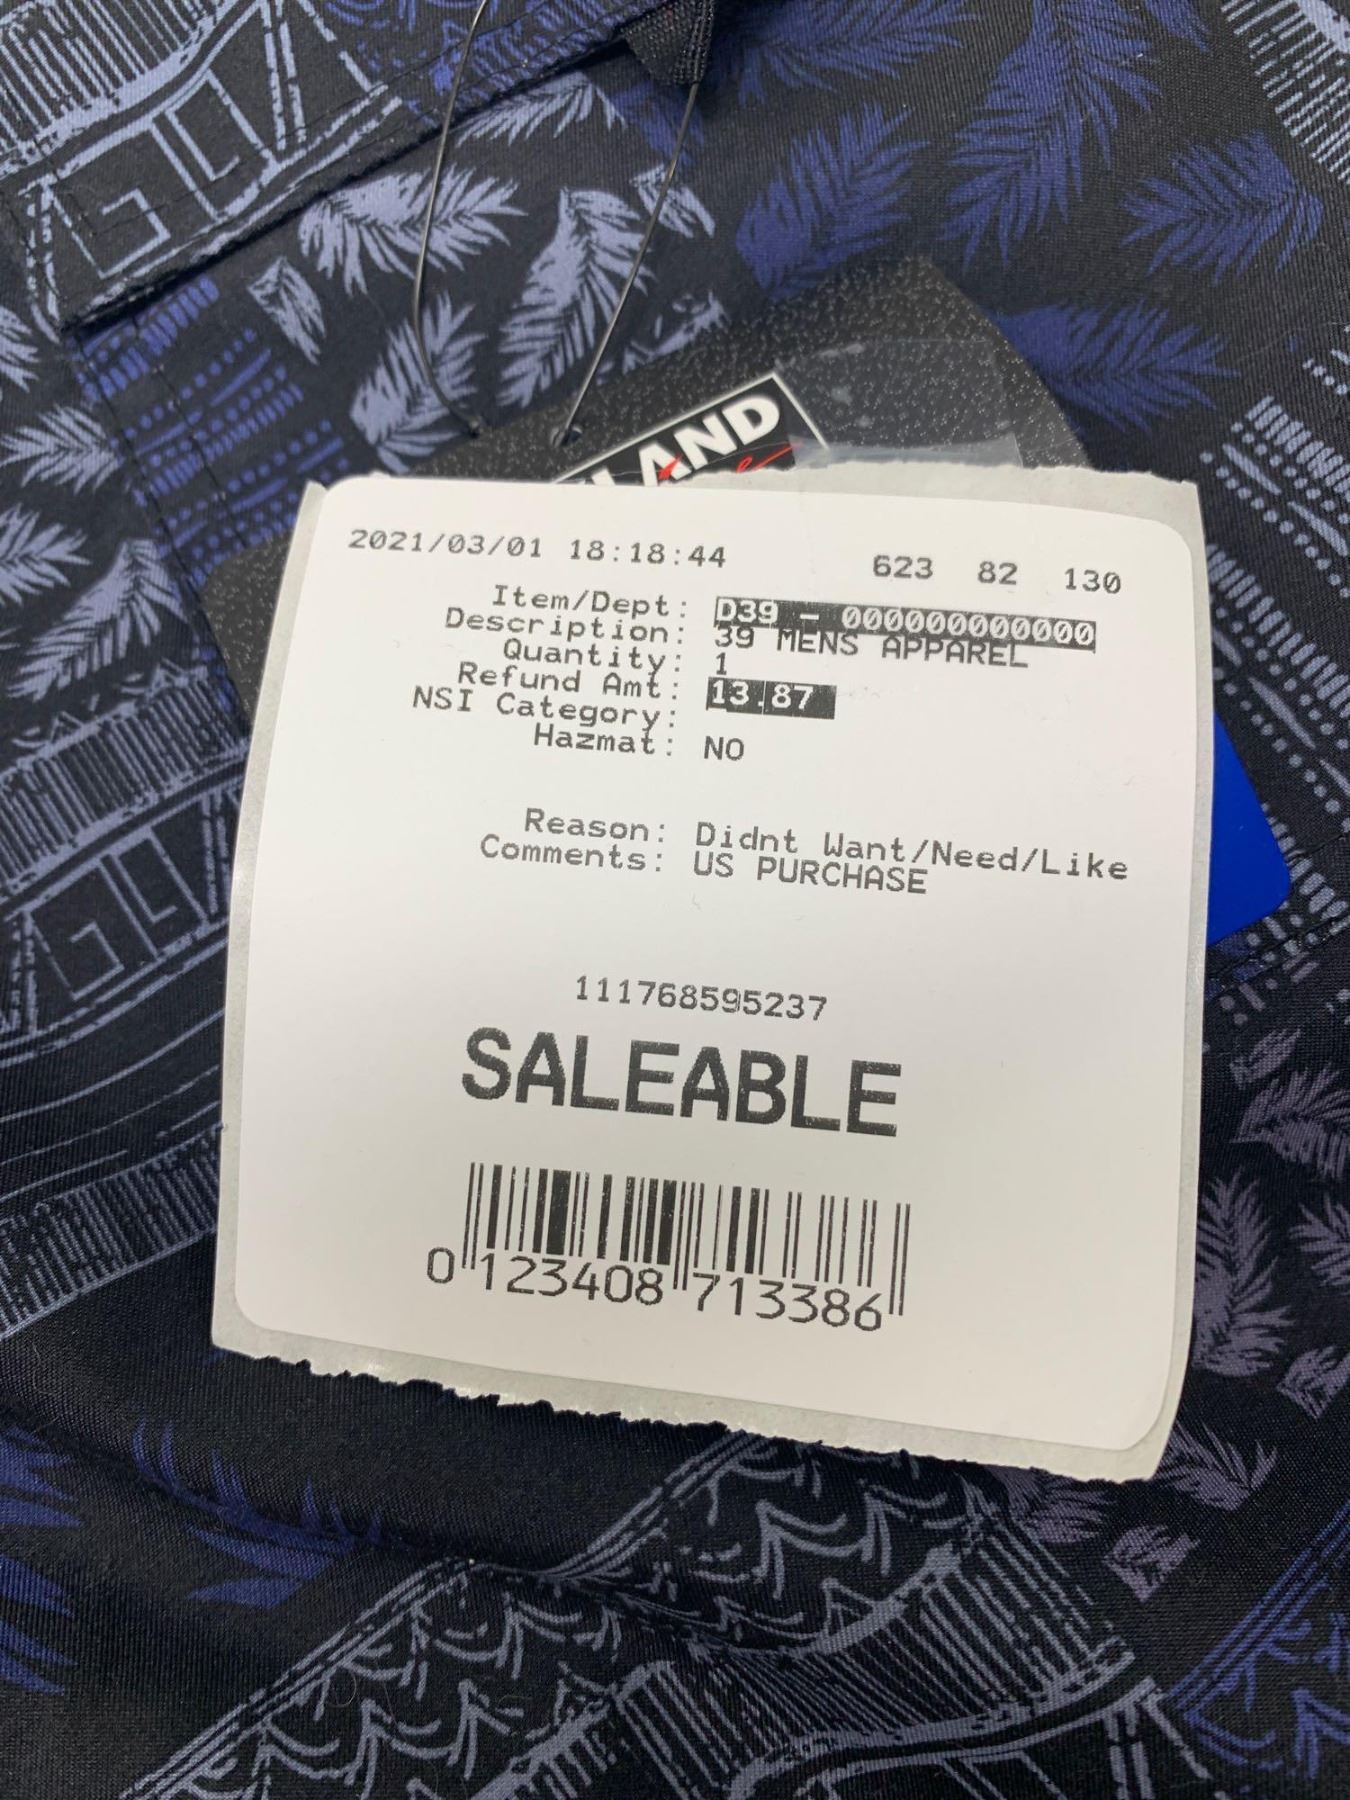 LAND
2021/03/01 18:18:44 623 82 130
Item/Dept: D39 - 000000000000
Description: 39 MENS APPAREL
Quantity: 1
Refund Amt: 13.87
NSI Category:
Hazmat: NO
Reason: Didnt Want/Need/Like
Comments: US PURCHASE
111768595237
SALEABLE
0 123408 713386